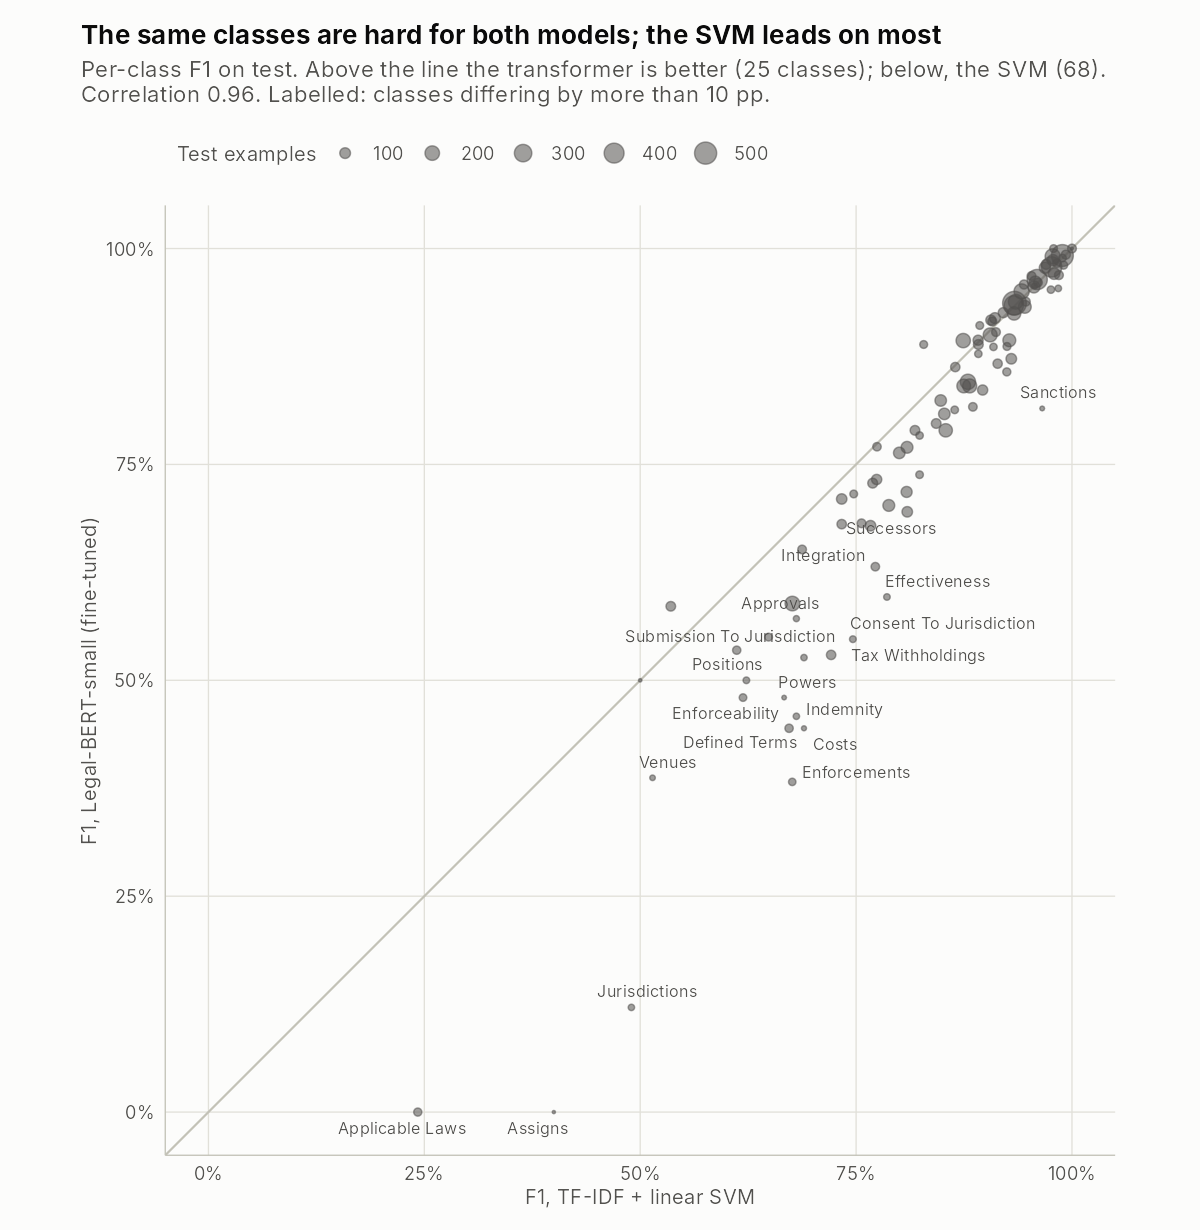 The same classes are hard for both models; the SVM leads on most
Per-class F1 on test. Above the line the transformer is better (25 classes); below, the SVM (68).
Correlation 0.96. Labelled: classes differing by more than 10 pp.
Test examples 100 200 300 400 500
100%
Sanctions
75%
Successors
Integration
Effectiveness
Approvals
Consent To Jurisdiction
Submission To Jurisdiction
Tax Withholdings
Positions
50%
Powers
Indemnity
Enforceability
Defined Terms
Costs
Venues
Enforcements
25%
Jurisdictions
0%
Applicable Laws
Assigns
0% 25% 50% 75% 100%
F1, TF-IDF + linear SVM
F1, Legal-BERT-small (fine-tuned)